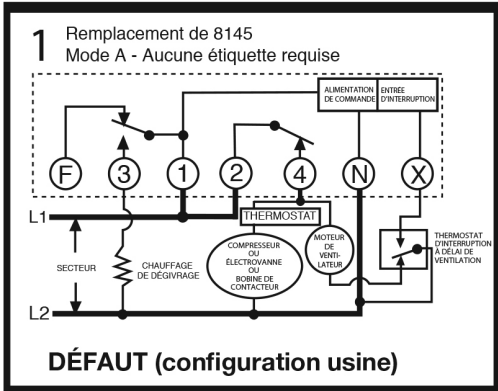 1 Remplacement de 8145
Mode A - Aucune étiquette requise
ALIMENTATION
DE COMMANDE
ENTRÉE
D'INTERRUPTION
F 3 1 2 4 N X
L1
THERMOSTAT
SECTEUR
CHAUFFAGE
DE DÉGIVRAGE
COMPRESSEUR
OU
ÉLECTROVANNE
OU
BOBINE DE
CONTACTEUR
MOTEUR
DE
VENTI-
LATEUR
THERMOSTAT
D'INTERRUPTION
À DÉLAI DE
VENTILATION
L2
DÉFAUT (configuration usine)